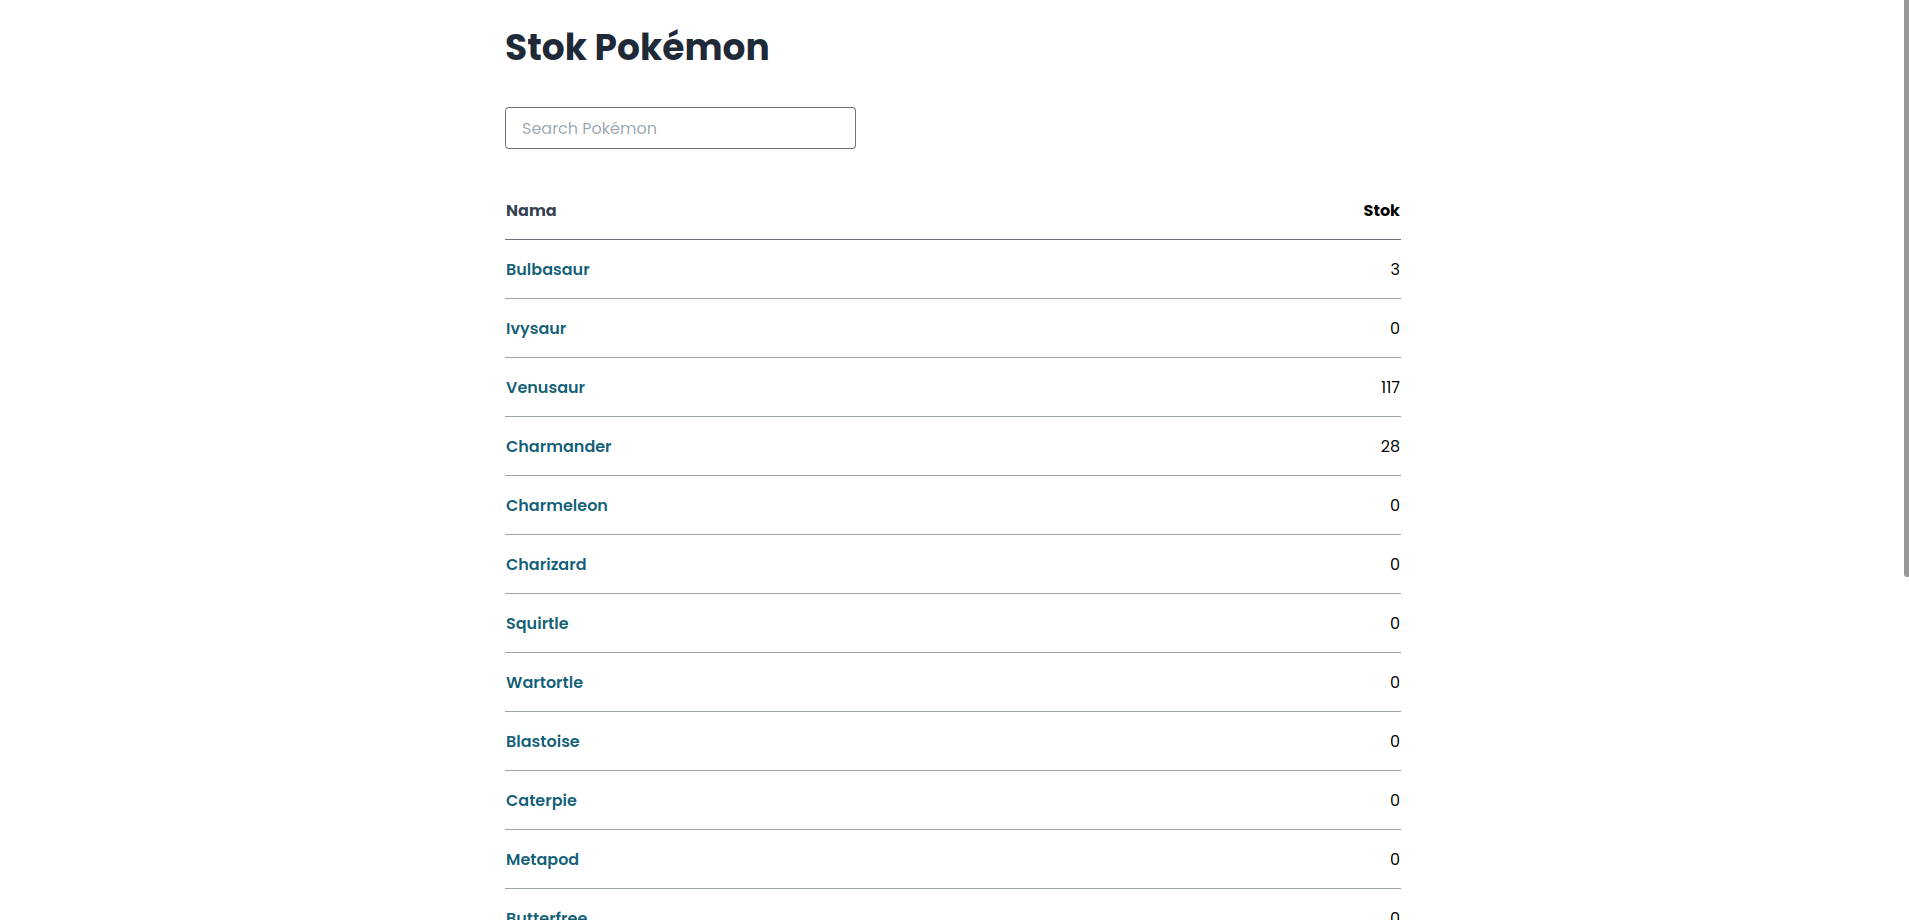 Stok Pokémon
Search Pokémon
Nama Stok
Bulbasaur 3
Ivysaur 0
Venusaur 117
Charmander 28
Charmeleon 0
Charizard 0
Squirtle 0
Wartortle 0
Blastoise 0
Caterpie 0
Metapod 0
Butterfree 0